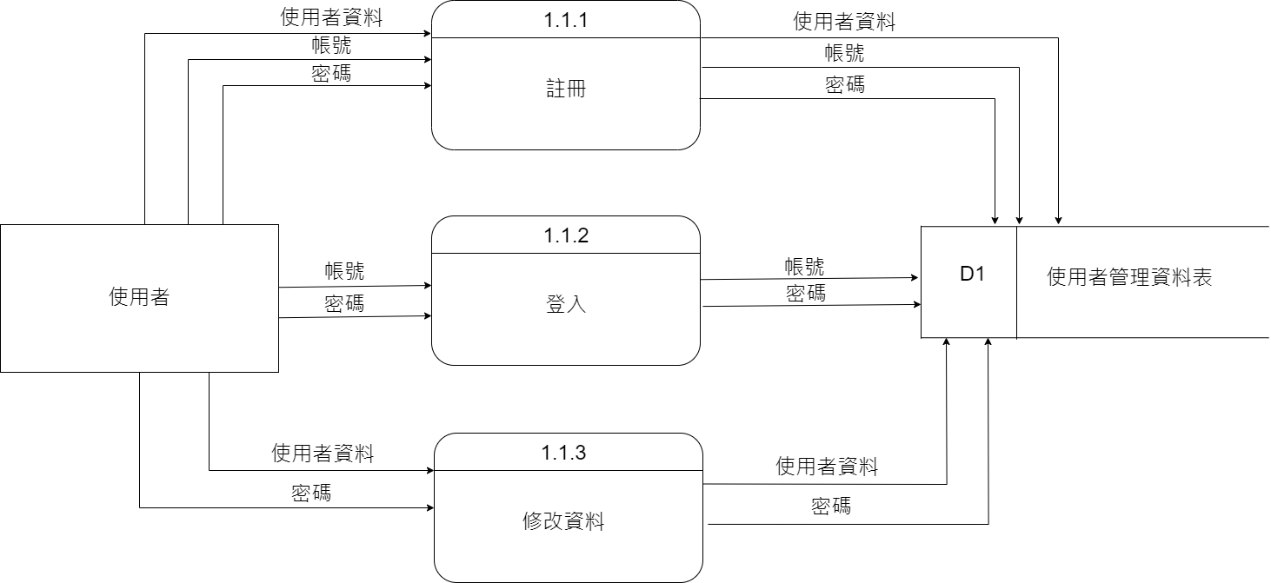 使用者資料
1.1.1
使用者資料
帳號
帳號
密碼
密碼
註冊
1.1.2
帳號
帳號
使用者
密碼
登入
密碼
D1
使用者管理資料表
使用者資料
1.1.3
使用者資料
密碼
修改資料
密碼